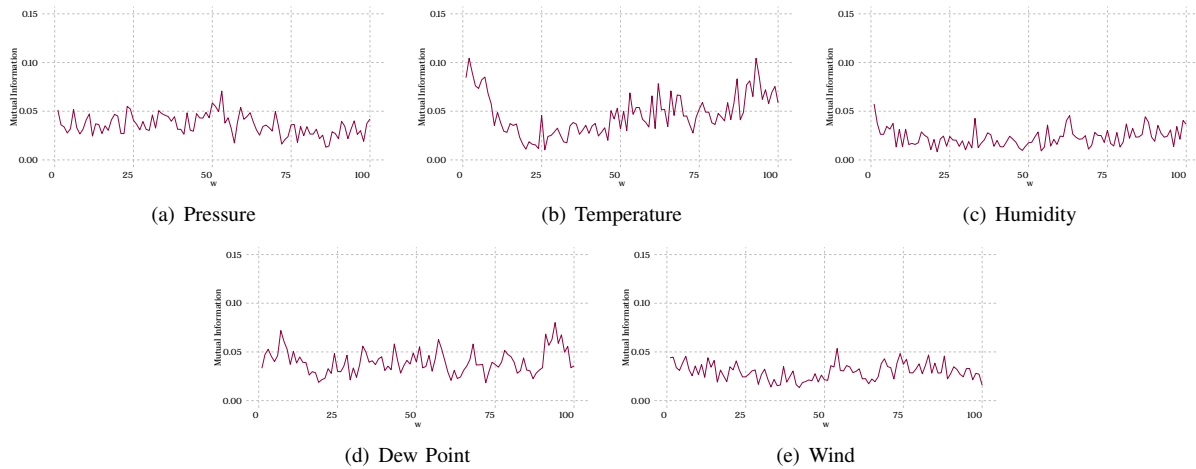 0.15
0.10
0.05
0.00
Mutual Information
0 25 50 75 100
w
(a) Pressure
0.15
0.10
0.05
0.00
Mutual Information
0 25 50 75 100
w
(b) Temperature
0.15
0.10
0.05
0.00
Mutual Information
0 25 50 75 100
w
(c) Humidity
0.15
0.10
0.05
0.00
Mutual Information
0 25 50 75 100
w
(d) Dew Point
0.15
0.10
0.05
0.00
Mutual Information
0 25 50 75 100
w
(e) Wind